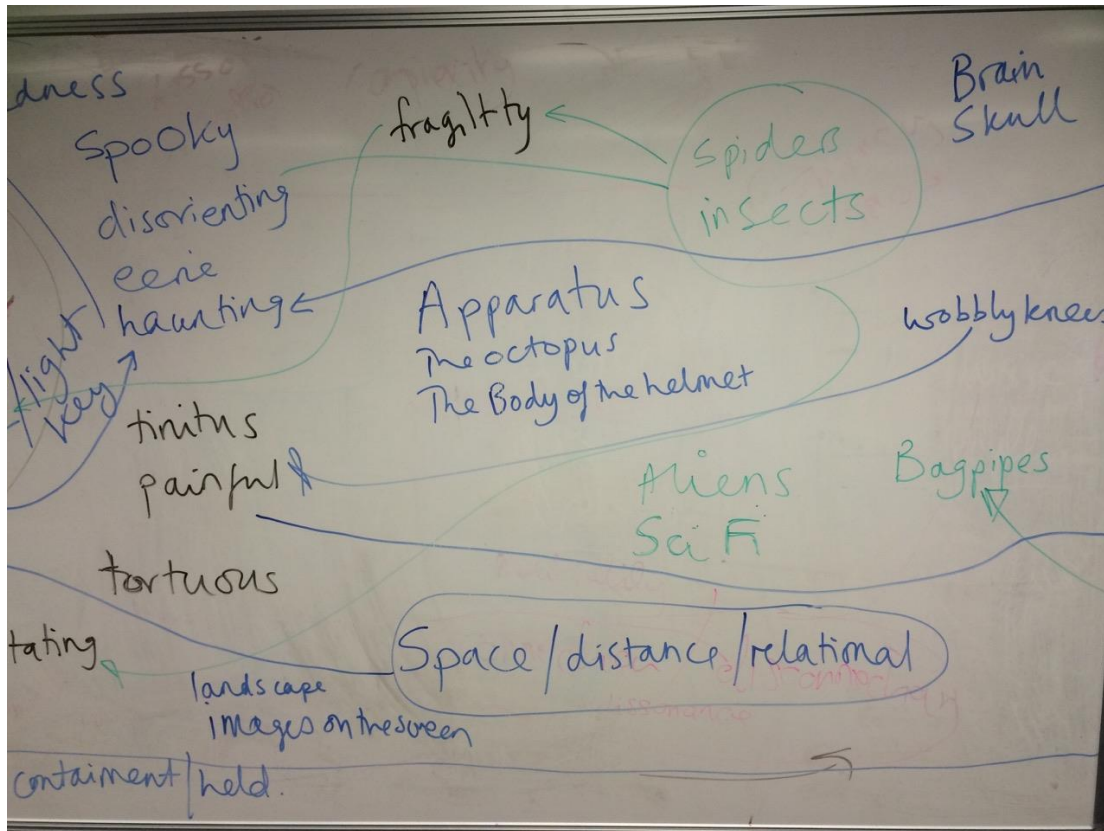 dness
Spooky
disorienting
eerie
haunting
light
key
fragiltty
spiders
insects
Brain
Skull
Apparatus
The octopus
The Body of the helmet
wobbly knees
tinitus
painful
Aliens
Sci Fi
Bagpipes
tortuous
tating
Space/distance/relational
landscape
images on the screen
contaiment/held.